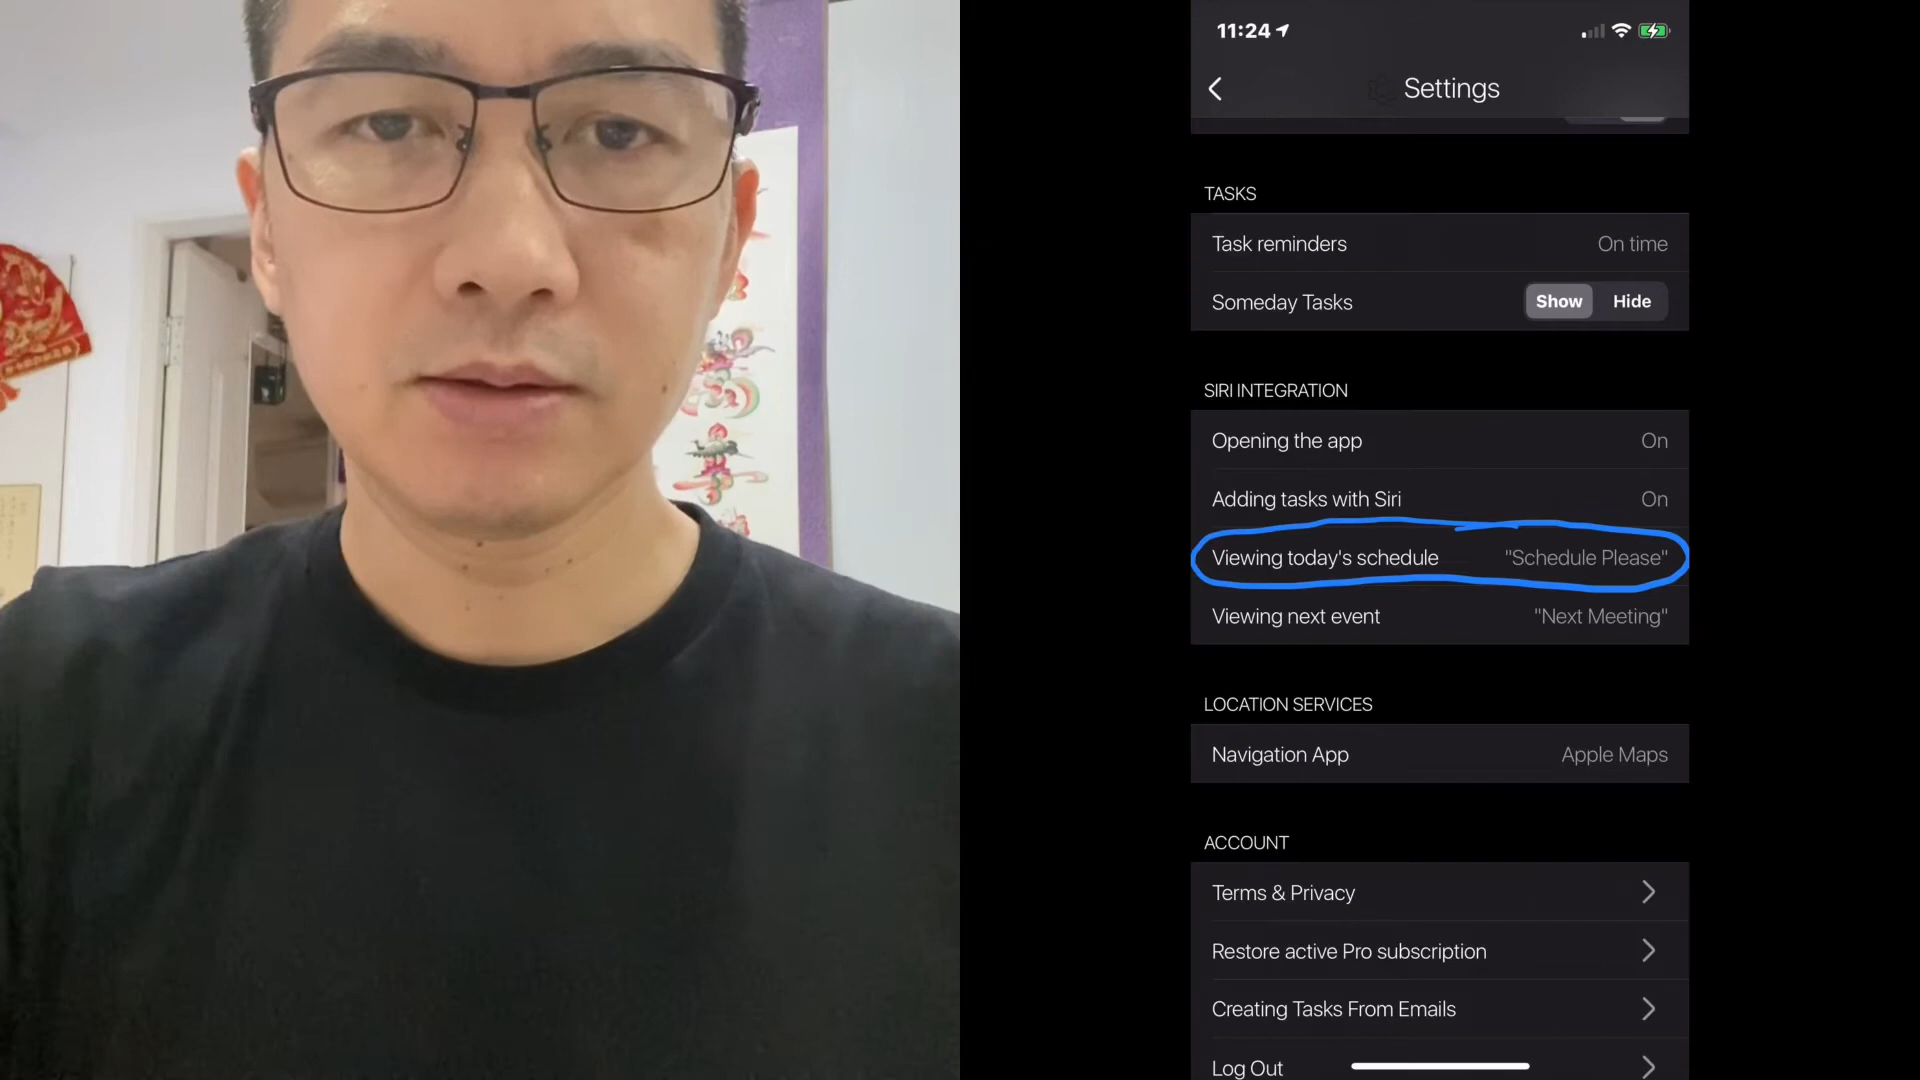 11:24
Settings
TASKS
Task reminders On time
Someday Tasks Show Hide
SIRI INTEGRATION
Opening the app On
Adding tasks with Siri On
Viewing today's schedule "Schedule Please"
Viewing next event "Next Meeting"
LOCATION SERVICES
Navigation App Apple Maps
ACCOUNT
Terms & Privacy
Restore active Pro subscription
Creating Tasks From Emails
Log Out